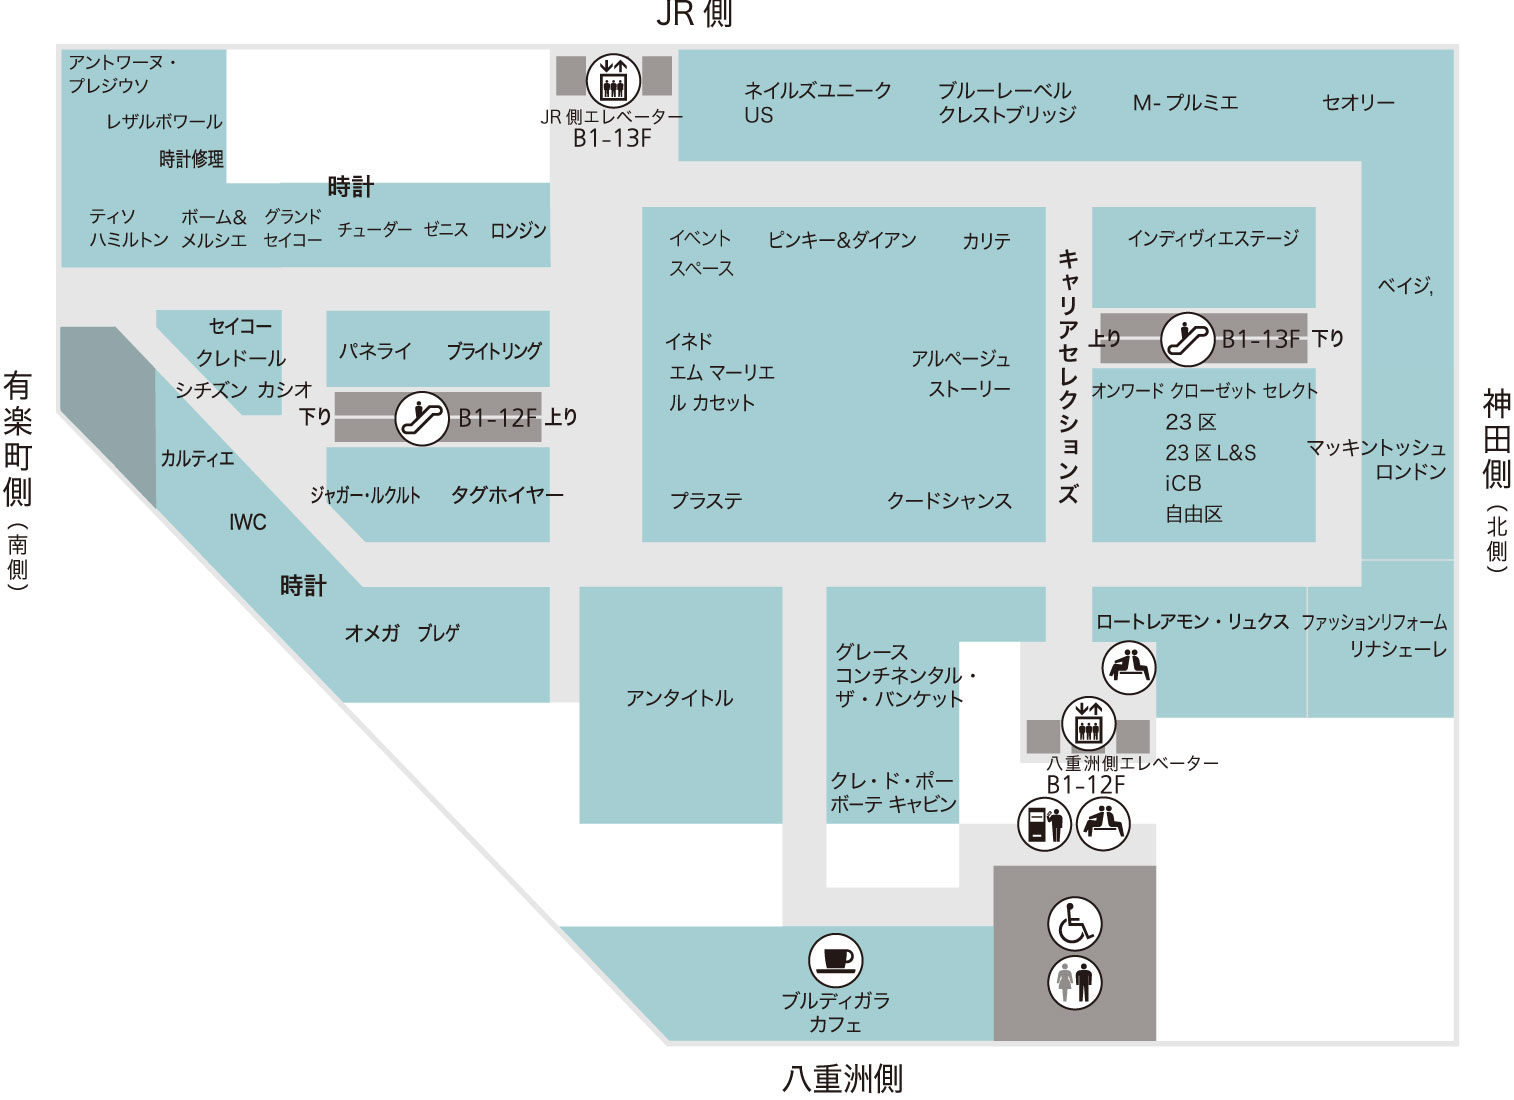 JR側
アントワーヌ・
プレジウソ
レザルボワール
時計修理
時計
ティソ
ハミルトン
ボーム&
メルシエ
グランド
セイコー
チューダー
ゼニス
ロンジン
JR側エレベーター
B1-13F
ネイルズユニーク
US
ブルーレーベル
クレストブリッジ
M-プルミエ
セオリー
イベント
スペース
ピンキー&ダイアン
カリテ
キャリアセレクションズ
インディヴィエステージ
ベイジ,
上り
B1-13F
下り
セイコー
クレドール
シチズン カシオ
パネライ
ブライトリング
下り
B1-12F
上り
イネド
エム マーリエ
ル カセット
アルページュ
ストーリー
オンワード クローゼット セレクト
23区
23区L&S
iCB
自由区
マッキントッシュ
ロンドン
有楽町側(南側)
神田側(北側)
カルティエ
IWC
ジャガー・ルクルト
タグホイヤー
プラステ
クードシャンス
時計
オメガ
ブレゲ
アンタイトル
グレース
コンチネンタル・
ザ・バンケット
クレ・ド・ポー
ボーテ キャビン
ロートレアモン・リュクス
ファッションリフォーム
リナシェーレ
八重洲側エレベーター
B1-12F
ブルディガラ
カフェ
八重洲側